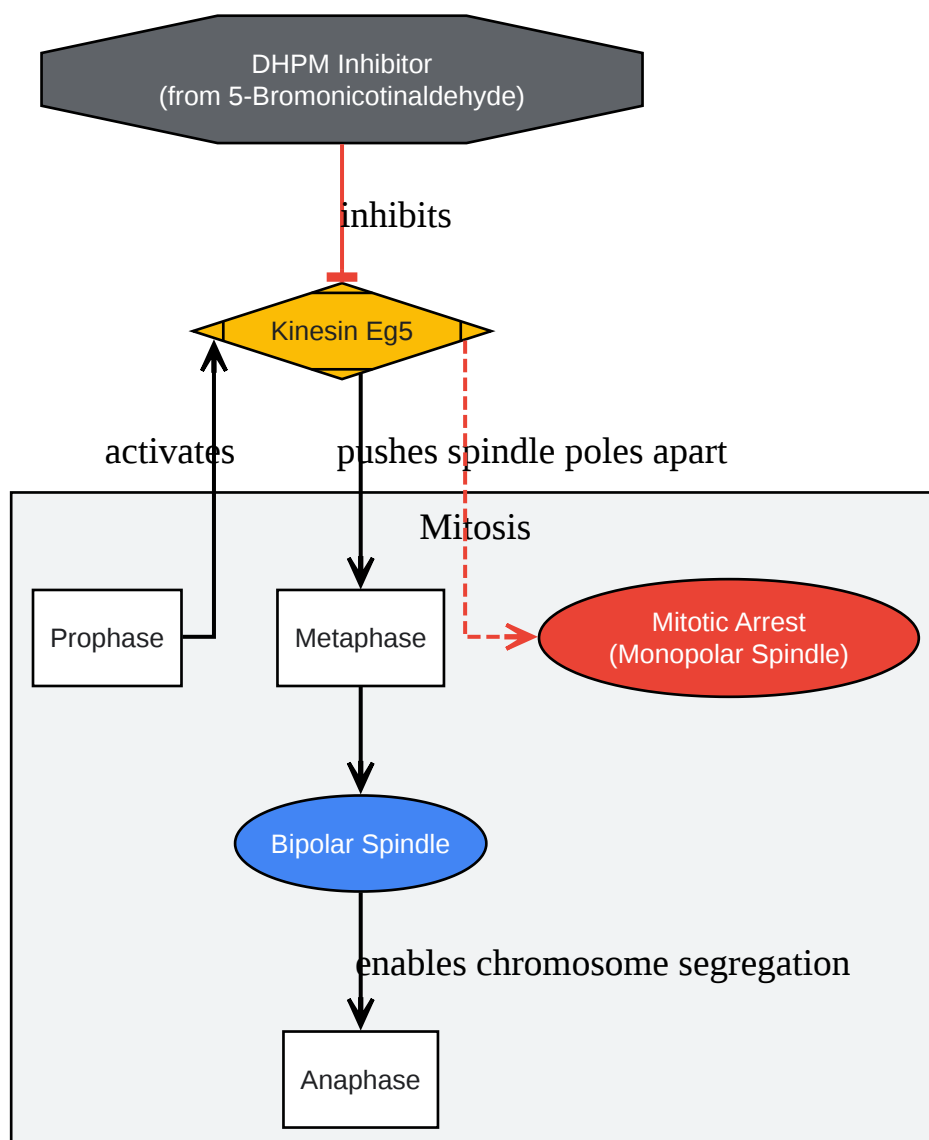 DHPM Inhibitor
(from 5-Bromonicotinaldehyde)
inhibits
Kinesin Eg5
activates
pushes spindle poles apart
Mitosis
Prophase
Metaphase
Mitotic Arrest
(Monopolar Spindle)
Bipolar Spindle
enables chromosome segregation
Anaphase